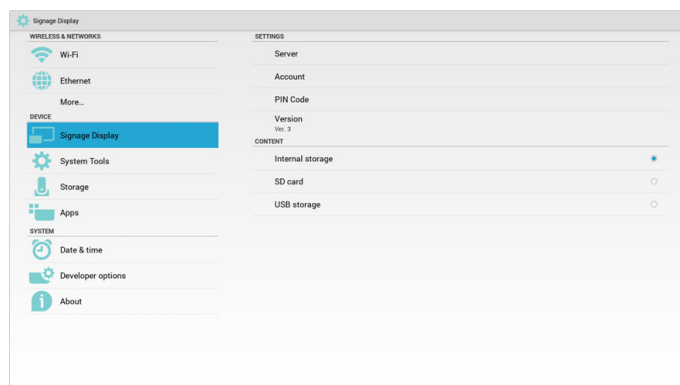 Signage Display
WIRELESS & NETWORKS
Wi-Fi
Ethernet
More...
DEVICE
Signage Display
System Tools
Storage
Apps
SYSTEM
Date & time
Developer options
About
SETTINGS
Server
Account
PIN Code
Version
Ver. 3
CONTENT
Internal storage
SD card
USB storage